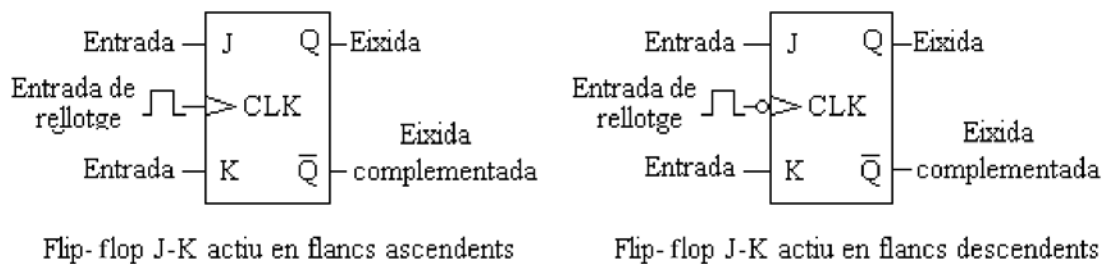 Entrada J Q Eixida
Entrada de rellotge CLK
Entrada K Q̅ Eixida complementada
Flip-flop J-K actiu en flancs ascendents
Entrada J Q Eixida
Entrada de rellotge CLK
Entrada K Q̅ Eixida complementada
Flip-flop J-K actiu en flancs descendents